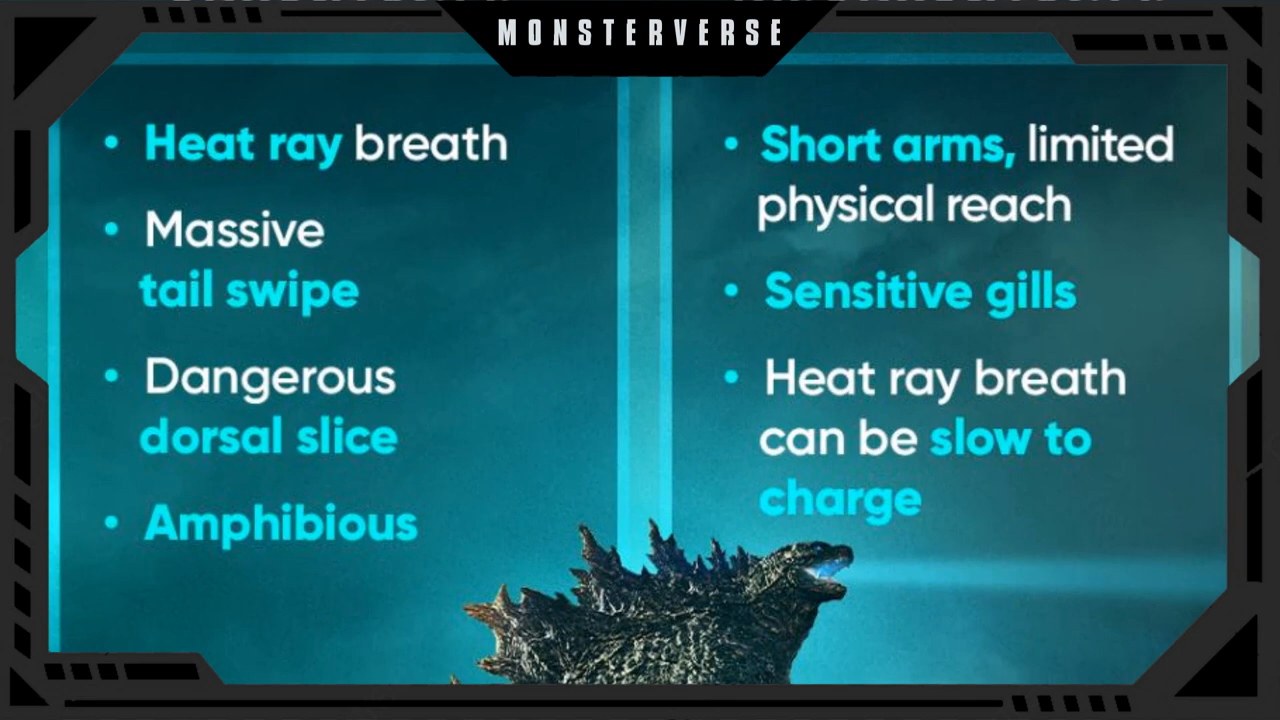 MONSTERVERSE
• Heat ray breath
• Massive
tail swipe
• Dangerous
dorsal slice
• Amphibious
• Short arms, limited
physical reach
• Sensitive gills
• Heat ray breath
can be slow to
charge